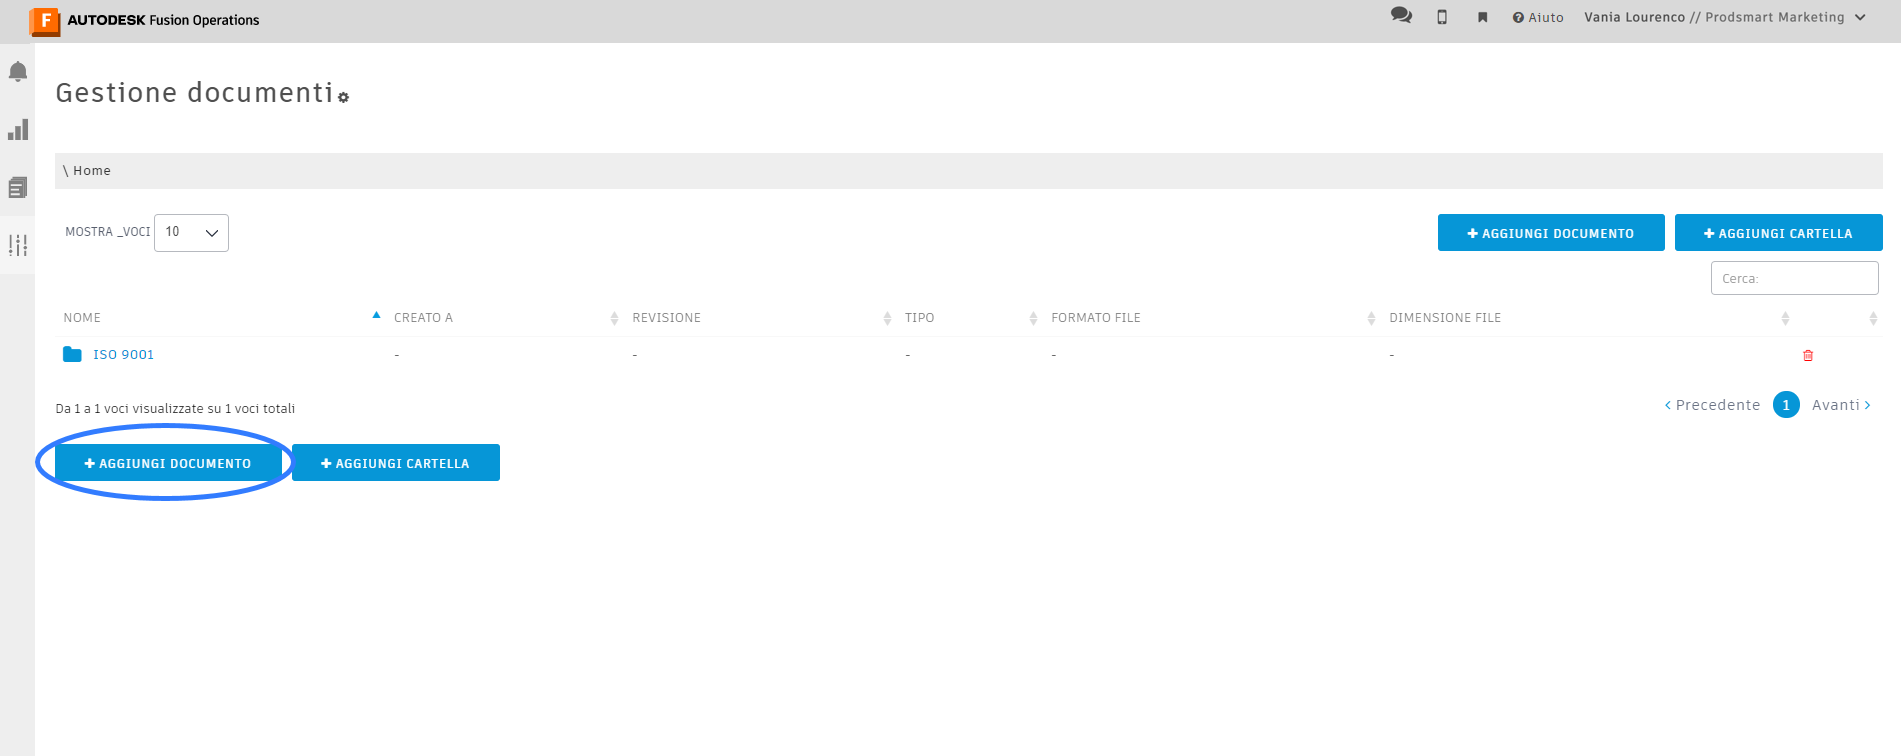 F AUTODESK Fusion Operations
Aiuto Vania Lourenco // Prodsmart Marketing
Gestione documenti
\ Home
MOSTRA _VOCI 10
+ AGGIUNGI DOCUMENTO + AGGIUNGI CARTELLA
Cerca:
NOME CREATO A REVISIONE TIPO FORMATO FILE DIMENSIONE FILE
ISO 9001 - - - - -
Da 1 a 1 voci visualizzate su 1 voci totali
< Precedente 1 Avanti >
+ AGGIUNGI DOCUMENTO + AGGIUNGI CARTELLA